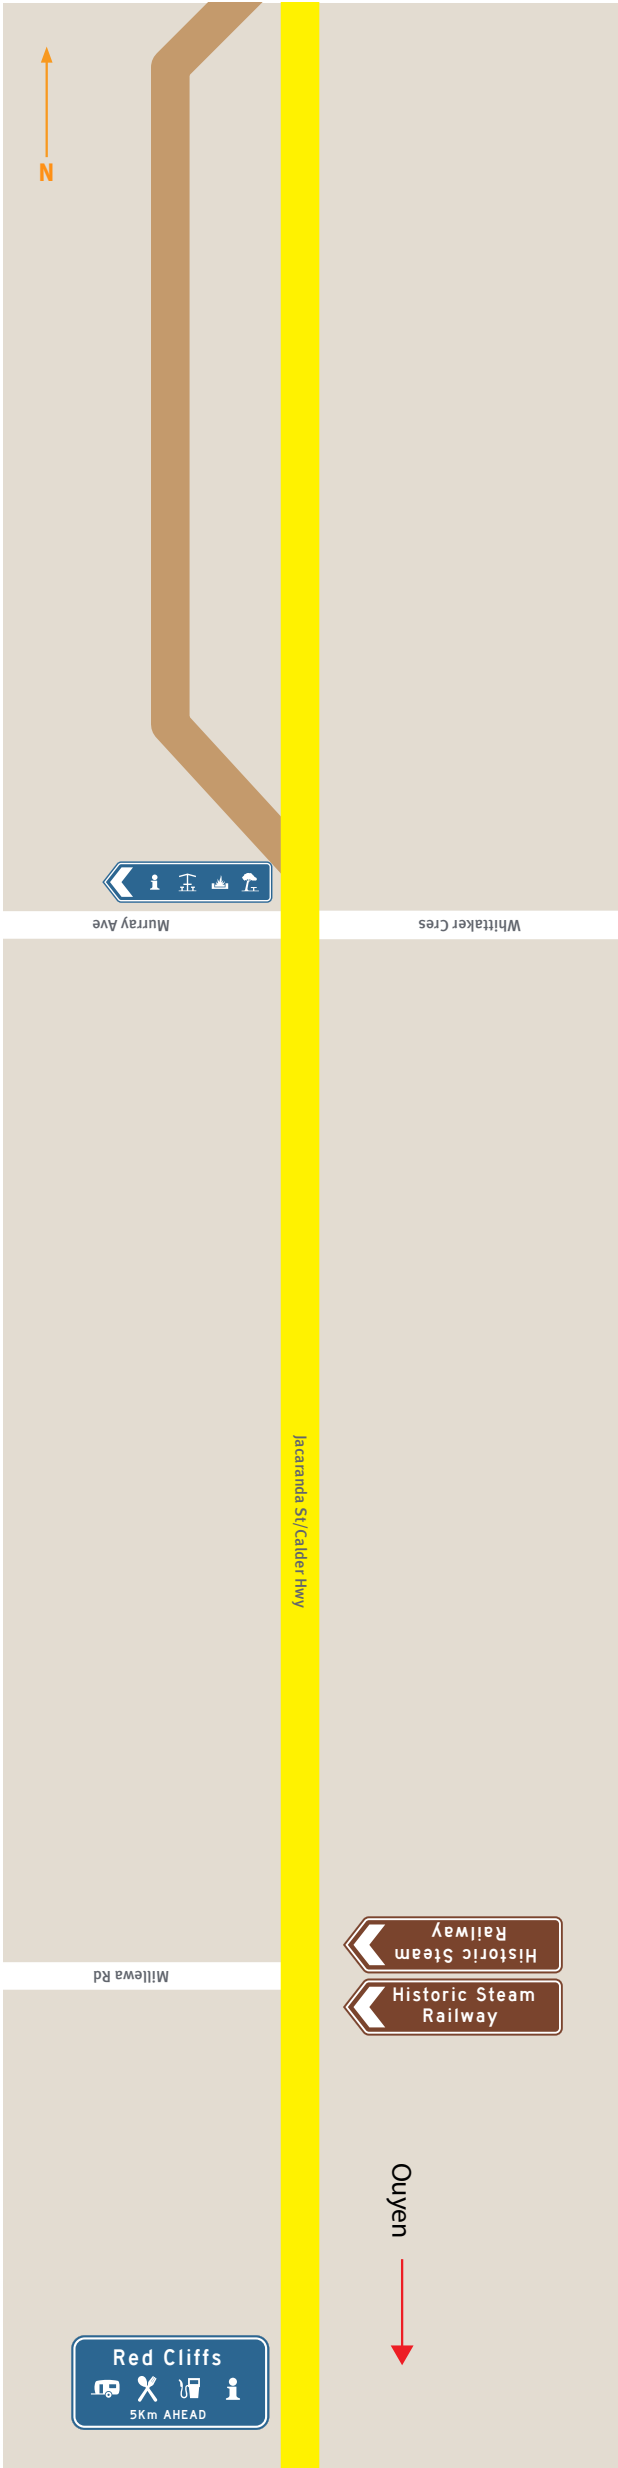 N
Murray Ave
Whittaker Cres
Jacaranda St/Calder Hwy
Historic Steam
Railway
Millewa Rd
Historic Steam
Railway
Ouyen
Red Cliffs
5Km AHEAD